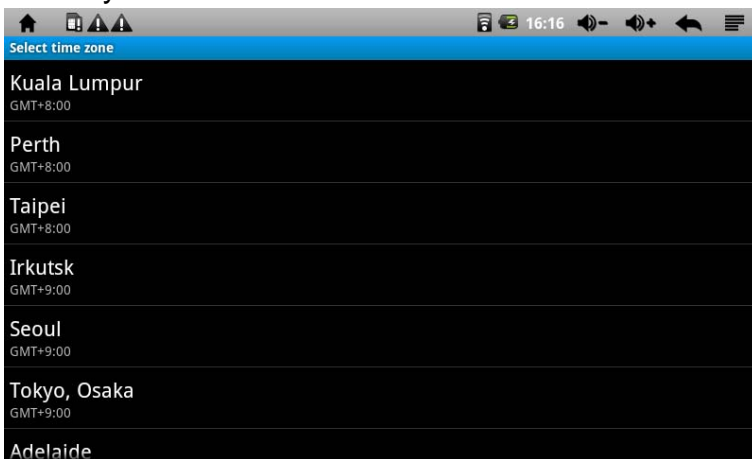 16:16
Select time zone
Kuala Lumpur
GMT+8:00
Perth
GMT+8:00
Taipei
GMT+8:00
Irkutsk
GMT+9:00
Seoul
GMT+9:00
Tokyo, Osaka
GMT+9:00
Adelaide